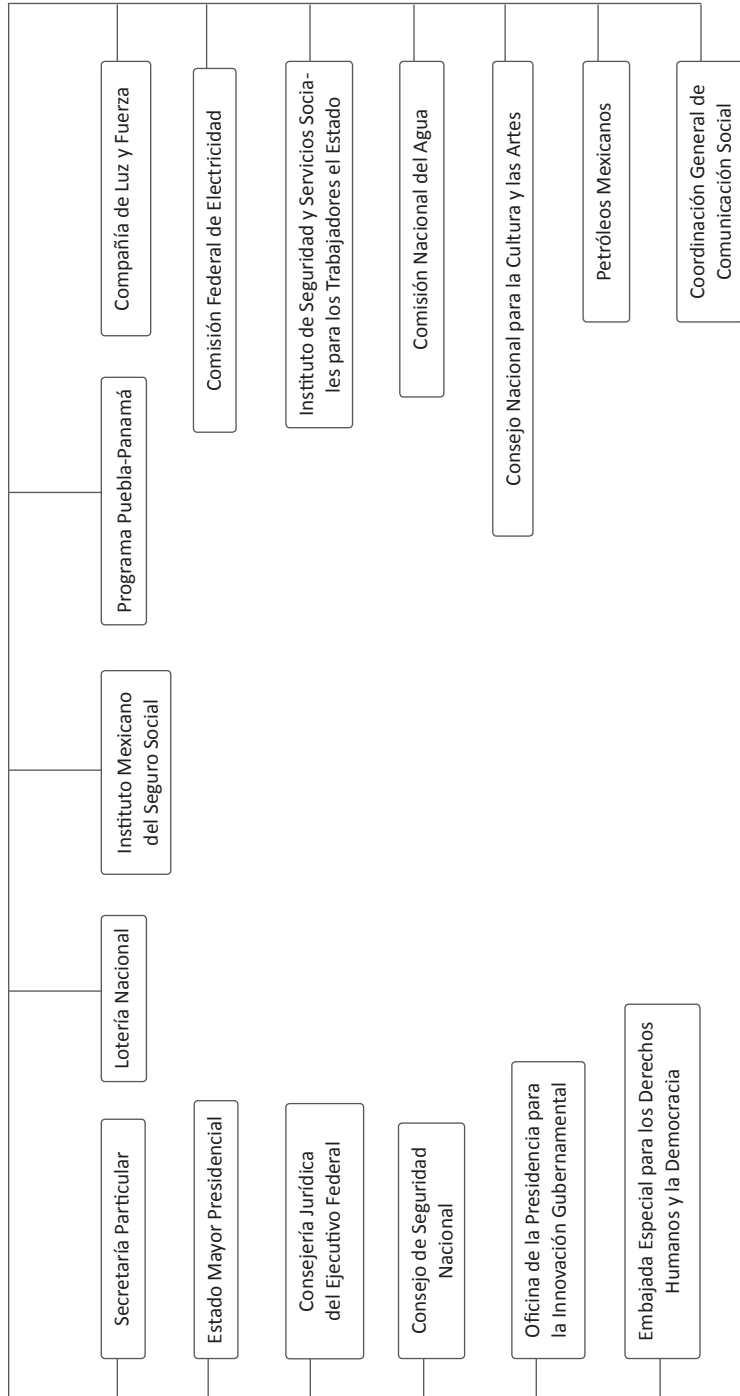 Secretaría Particular
Estado Mayor Presidencial
Consejería Jurídica
del Ejecutivo Federal
Consejo de Seguridad
Nacional
Oficina de la Presidencia para
la Innovación Gubernamental
Embajada Especial para los Derechos
Humanos y la Democracia
Lotería Nacional
Instituto Mexicano
del Seguro Social
Programa Puebla-Panamá
Compañía de Luz y Fuerza
Comisión Federal de Electricidad
Instituto de Seguridad y Servicios Socia-
les para los Trabajadores el Estado
Comisión Nacional del Agua
Consejo Nacional para la Cultura y las Artes
Petróleos Mexicanos
Coordinación General de
Comunicación Social